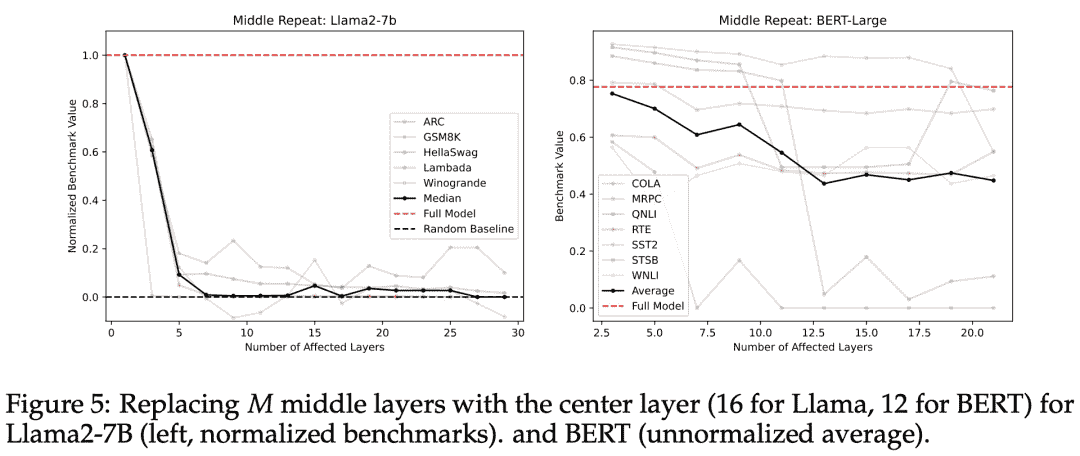 Middle Repeat: Llama2-7b
Normalized Benchmark Value
1.0
0.8
0.6
0.4
0.2
0.0
ARC
GSM8K
HellaSwag
Lambada
Winogrande
Median
Full Model
Random Baseline
0 5 10 15 20 25 30
Number of Affected Layers
Middle Repeat: BERT-Large
Benchmark Value
0.8
0.6
0.4
0.2
0.0
COLA
MRPC
QNLI
RTE
SST2
STSB
WNLI
Average
Full Model
2.5 5.0 7.5 10.0 12.5 15.0 17.5 20.0
Number of Affected Layers
Figure 5: Replacing M middle layers with the center layer (16 for Llama, 12 for BERT) for
Llama2-7B (left, normalized benchmarks). and BERT (unnormalized average).